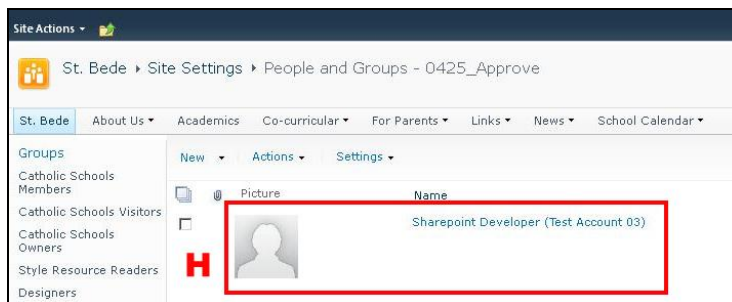 Site Actions
St. Bede ▸ Site Settings ▸ People and Groups - 0425_Approve
St. Bede About Us Academics Co-curricular For Parents Links News School Calendar
Groups
Catholic Schools
Members
Catholic Schools Visitors
Catholic Schools
Owners
Style Resource Readers
Designers
New Actions Settings
Picture Name
Sharepoint Developer (Test Account 03)
H